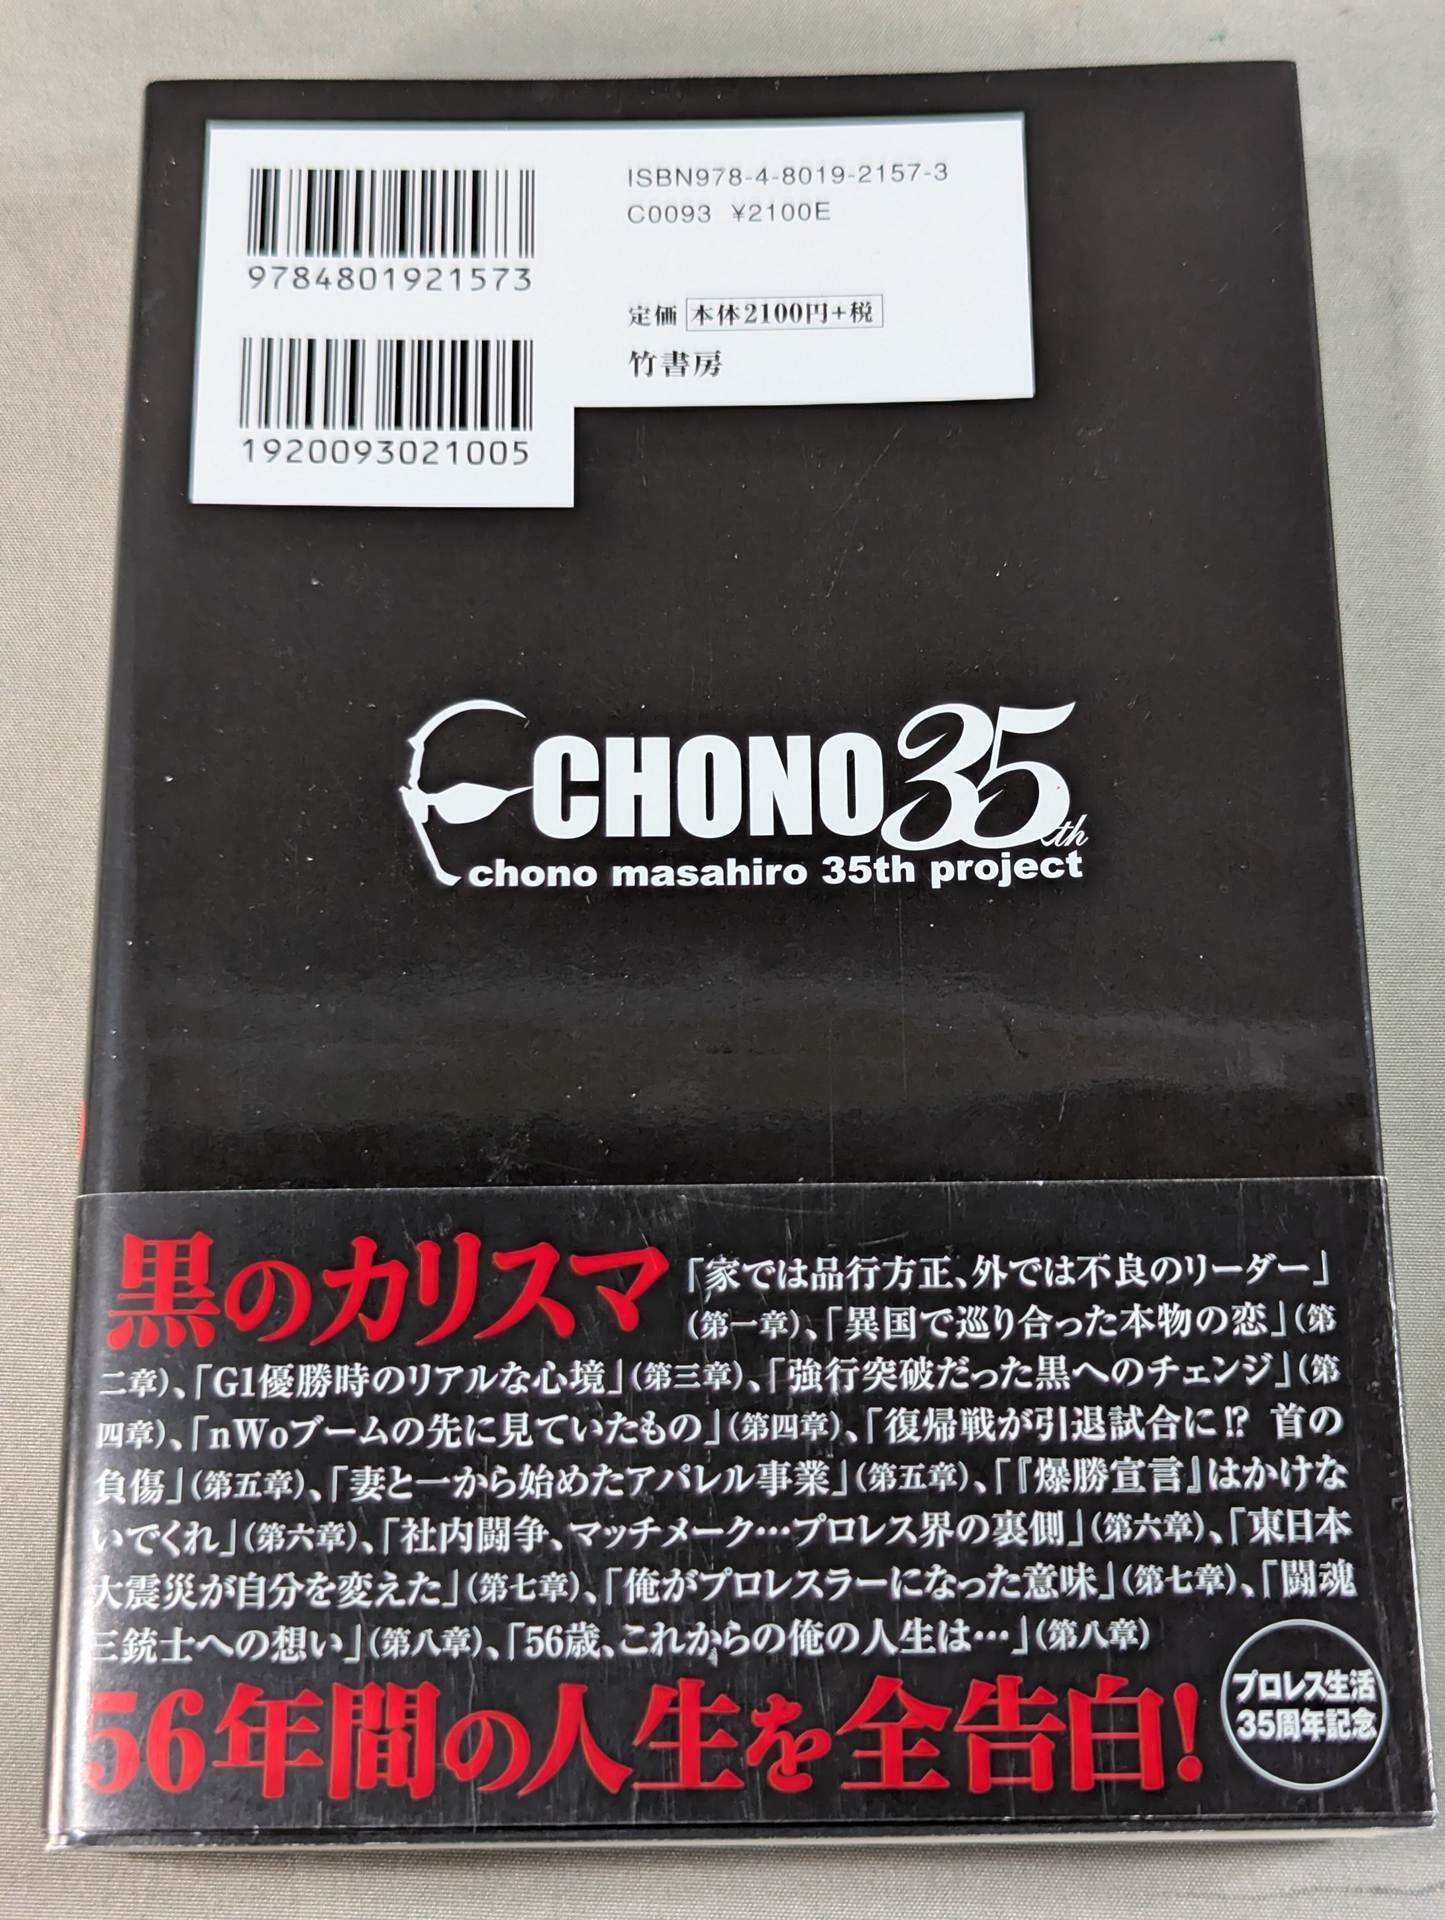 ISBN978-4-8019-2157-3
C0093 ¥2100E
9784801921573
定価 本体2100円+税
竹書房
1920093021005
CHONO 35th
chono masahiro 35th project
黒のカリスマ「家では品行方正、外では不良のリーダー」
(第一章)、「異国で巡り合った本物の恋」(第
二章)、「G1優勝時のリアルな心境」(第三章)、「強行突破だった黒へのチェンジ」(第
四章)、「nWoブームの先に見ていたもの」(第四章)、「復帰戦が引退試合に!? 首の
負傷」(第五章)、「妻と一から始めたアパレル事業」(第五章)、「『爆勝宣言』はかけな
いでくれ」(第六章)、「社内闘争、マッチメーク…プロレス界の裏側」(第六章)、「東日本
大震災が自分を変えた」(第七章)、「俺がプロレスラーになった意味」(第七章)、「闘魂
三銃士への想い」(第八章)、「56歳、これからの俺の人生は…」(第八章)
56年間の人生を全告白!
プロレス生活
35周年記念